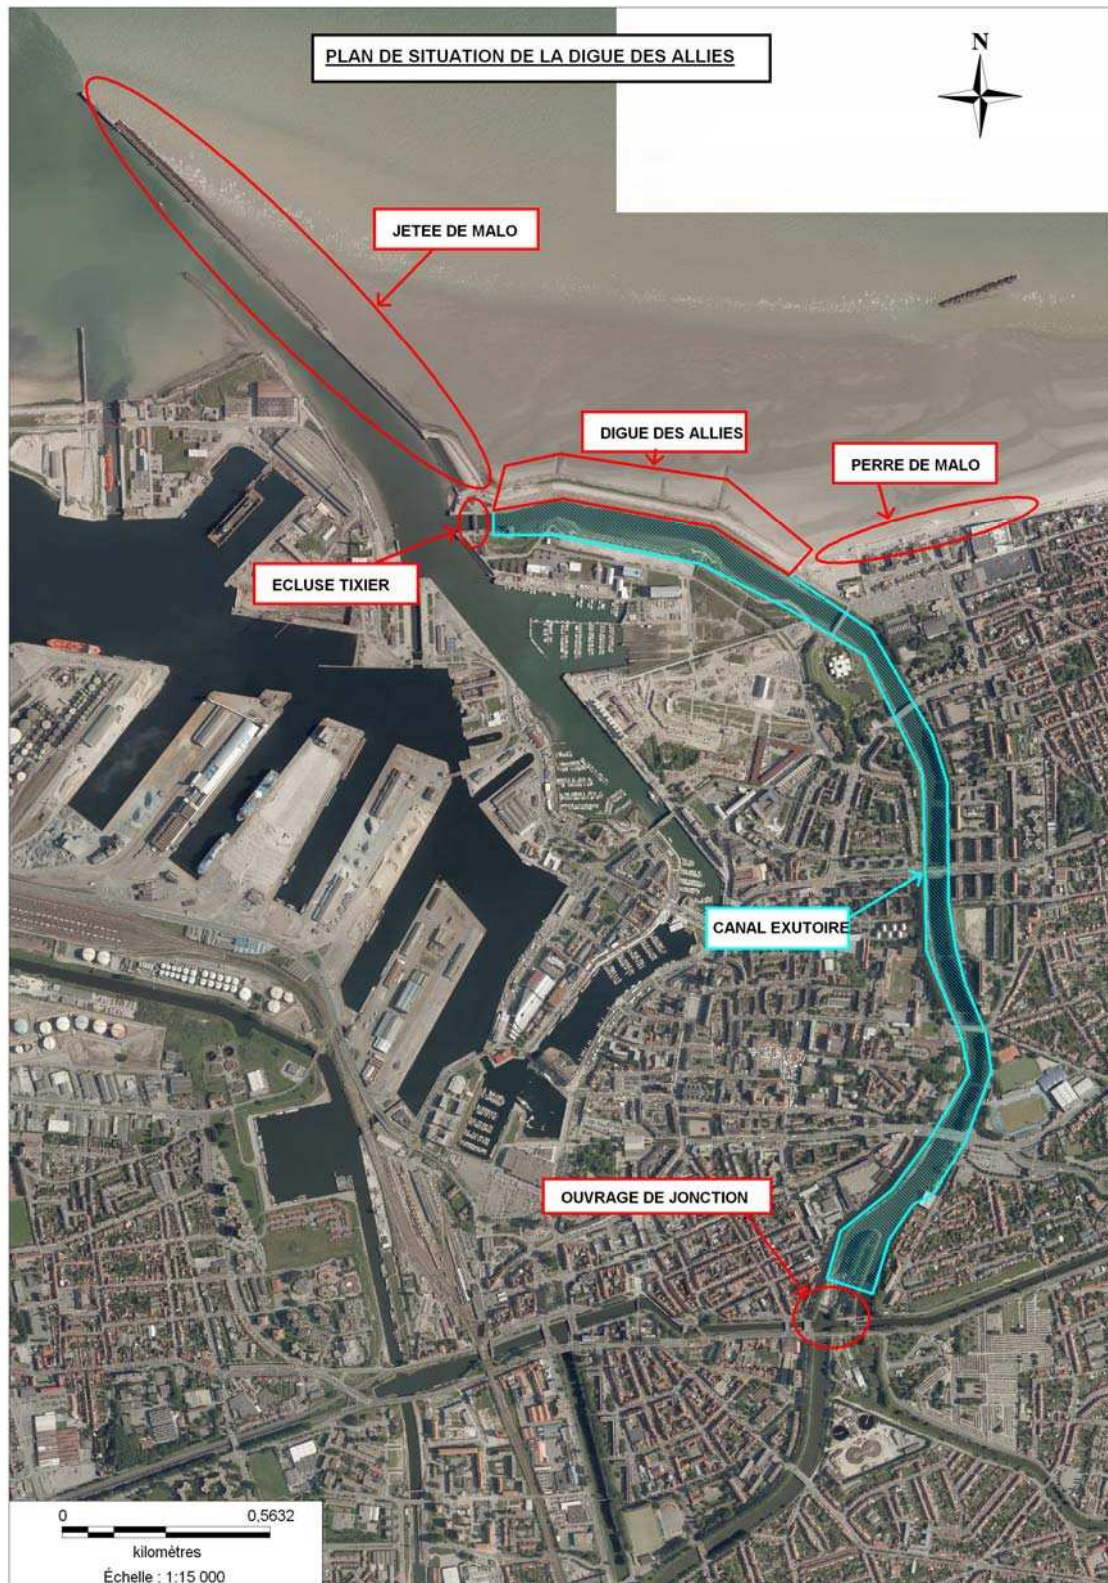 PLAN DE SITUATION DE LA DIGUE DES ALLIES
N
JETEE DE MALO
DIGUE DES ALLIES
PERRE DE MALO
ECLUSE TIXIER
CANAL EXUTOIRE
OUVRAGE DE JONCTION
0 0,5632
kilomètres
Échelle : 1:15 000